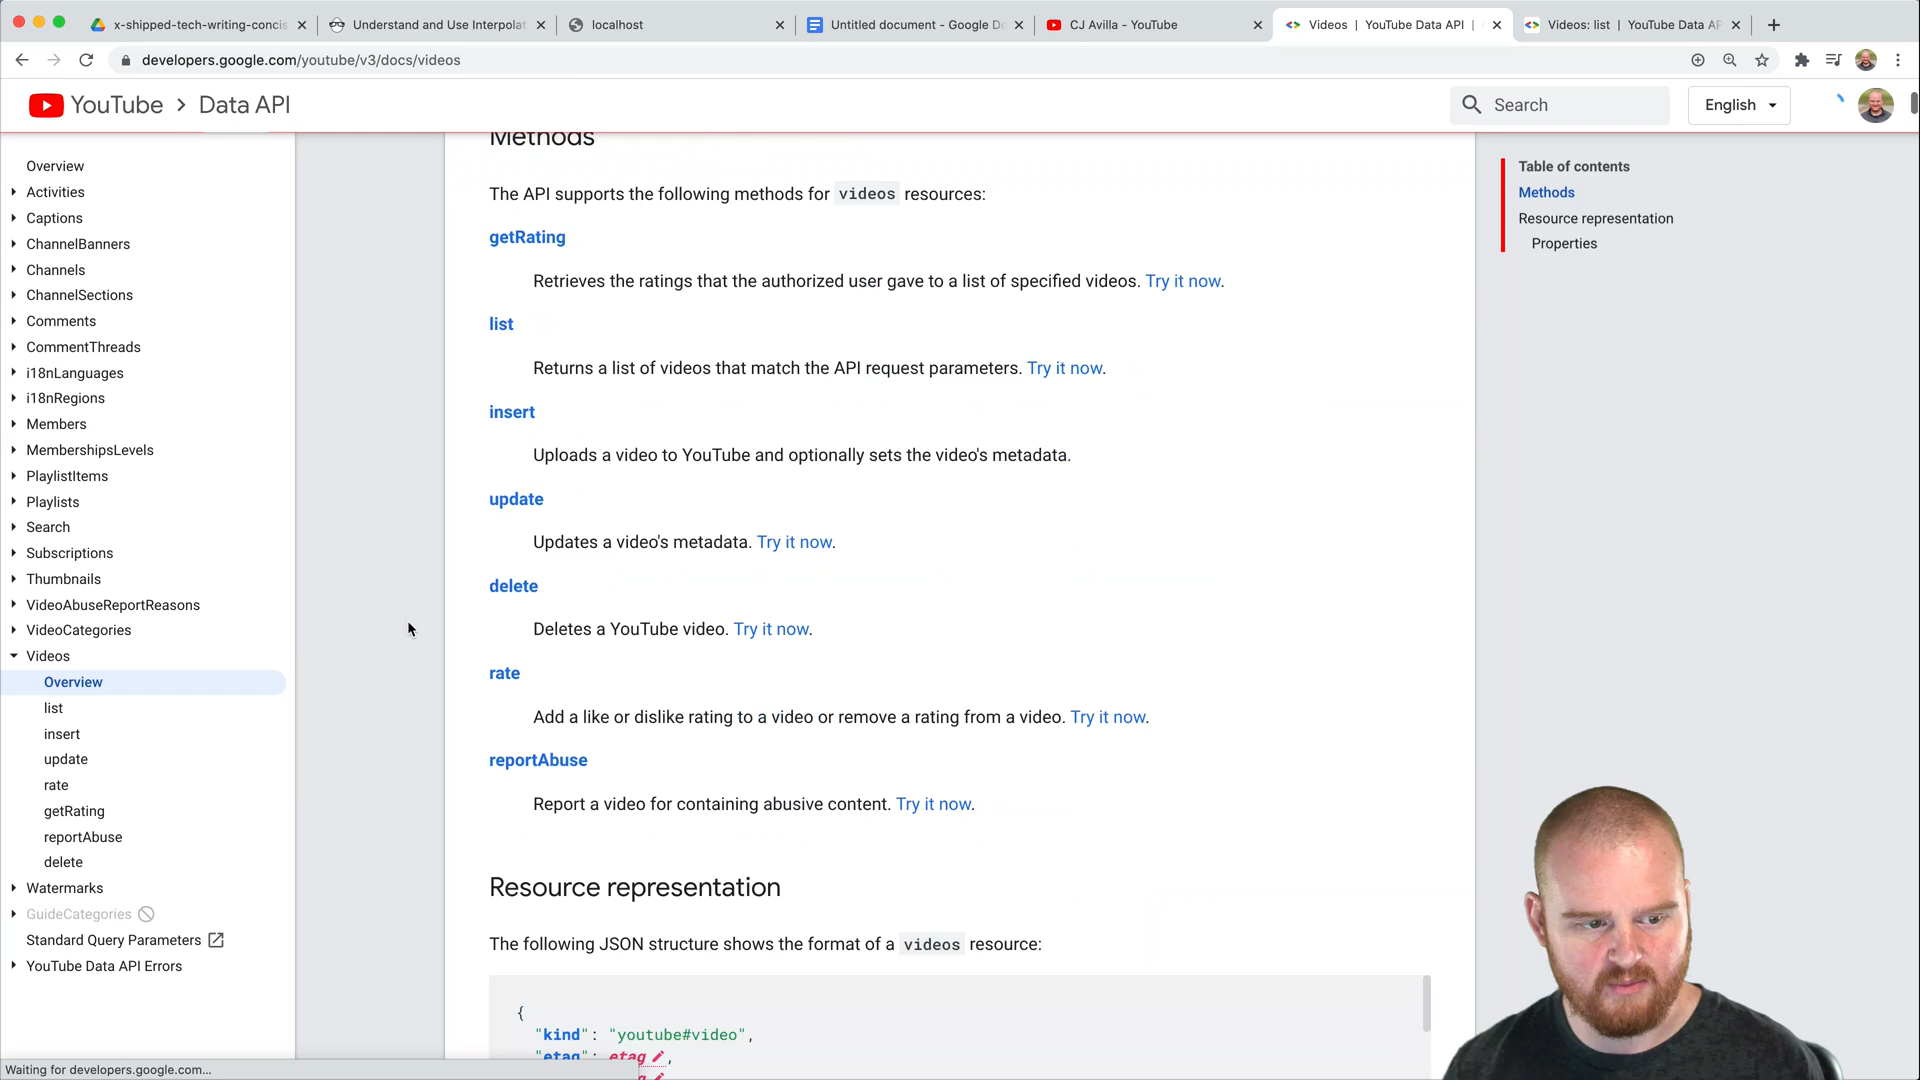 x-shipped-tech-writing-concis
Understand and Use Interpolat
localhost
Untitled document - Google Do
CJ Avilla - YouTube
Videos | YouTube Data API |
Videos: list | YouTube Data AP
developers.google.com/youtube/v3/docs/videos
YouTube > Data API
Search
English
Overview
Activities
Captions
ChannelBanners
Channels
ChannelSections
Comments
CommentThreads
i18nLanguages
i18nRegions
Members
MembershipsLevels
PlaylistItems
Playlists
Search
Subscriptions
Thumbnails
VideoAbuseReportReasons
VideoCategories
Videos
Overview
list
insert
update
rate
getRating
reportAbuse
delete
Watermarks
GuideCategories
Standard Query Parameters
YouTube Data API Errors
Waiting for developers.google.com...
Methods
The API supports the following methods for videos resources:
getRating
Retrieves the ratings that the authorized user gave to a list of specified videos. Try it now.
list
Returns a list of videos that match the API request parameters. Try it now.
insert
Uploads a video to YouTube and optionally sets the video's metadata.
update
Updates a video's metadata. Try it now.
delete
Deletes a YouTube video. Try it now.
rate
Add a like or dislike rating to a video or remove a rating from a video. Try it now.
reportAbuse
Report a video for containing abusive content. Try it now.
Resource representation
The following JSON structure shows the format of a videos resource:
{
"kind": "youtube#video",
"etag": etag,
Table of contents
Methods
Resource representation
Properties